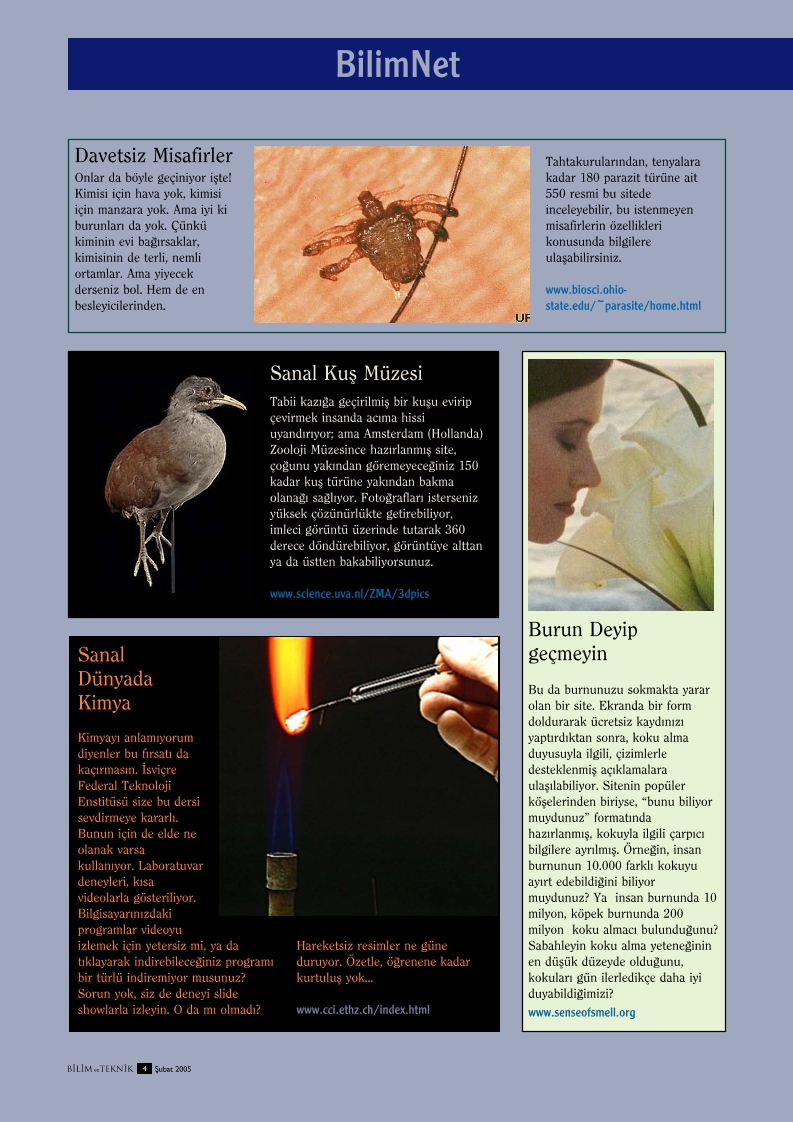 BilimNet
Davetsiz Misafirler
Onlar da böyle geçiniyor işte!
Kimisi için hava yok, kimisi
için manzara yok. Ama iyi ki
burunları da yok. Çünkü
kiminin evi bağırsaklar,
kimisinin de terli, nemli
ortamlar. Ama yiyecek
derseniz bol. Hem de en
besleyicilerinden.
UF
Tahtakurularından, tenyalara
kadar 180 parazit türüne ait
550 resmi bu sitede
inceleyebilir, bu istenmeyen
misafirlerin özellikleri
konusunda bilgilere
ulaşabilirsiniz.
www.biosci.ohio-
state.edu/~parasite/home.html
Sanal Kuş Müzesi
Tabii kazığa geçirilmiş bir kuşu evirip
çevirmek insanda acıma hissi
uyandırıyor; ama Amsterdam (Hollanda)
Zooloji Müzesince hazırlanmış site,
çoğunu yakından göremeyeceğiniz 150
kadar kuş türüne yakından bakma
olanağı sağlıyor. Fotoğrafları isterseniz
yüksek çözünürlükte getirebiliyor,
imleci görüntü üzerinde tutarak 360
derece döndürebiliyor, görüntüye alttan
ya da üstten bakabiliyorsunuz.
www.science.uva.nl/ZMA/3dpics
Sanal
Dünyada
Kimya
Kimyayı anlamıyorum
diyenler bu fırsatı da
kaçırmasın. İsviçre
Federal Teknoloji
Enstitüsü size bu dersi
sevdirmeye kararlı.
Bunun için de elde ne
olanak varsa
kullanıyor. Laboratuvar
deneyleri, kısa
videolarla gösteriliyor.
Bilgisayarınızdaki
programlar videoyu
izlemek için yetersiz mi, ya da
tıklayarak indirebileceğiniz programı
bir türlü indiremiyor musunuz?
Sorun yok, siz de deneyi slide
showlarla izleyin. O da mı olmadı?
Hareketsiz resimler ne güne
duruyor. Özetle, öğrenene kadar
kurtuluş yok...
www.cci.ethz.ch/index.html
Burun Deyip
geçmeyin
Bu da burnunuzu sokmakta yarar
olan bir site. Ekranda bir form
doldurarak ücretsiz kaydınızı
yaptırdıktan sonra, koku alma
duyusuyla ilgili, çizimlerle
desteklenmiş açıklamalara
ulaşılabiliyor. Sitenin popüler
köşelerinden biriyse, “bunu biliyor
muydunuz” formatında
hazırlanmış, kokuyla ilgili çarpıcı
bilgilere ayrılmış. Örneğin, insan
burnunun 10.000 farklı kokuyu
ayırt edebildiğini biliyor
muydunuz? Ya insan burnunda 10
milyon, köpek burnunda 200
milyon koku almacı bulunduğunu?
Sabahleyin koku alma yeteneğinin
en düşük düzeyde olduğunu,
kokuları gün ilerledikçe daha iyi
duyabildiğimizi?
www.senseofsmell.org
BİLİM ve TEKNİK 4 Şubat 2005